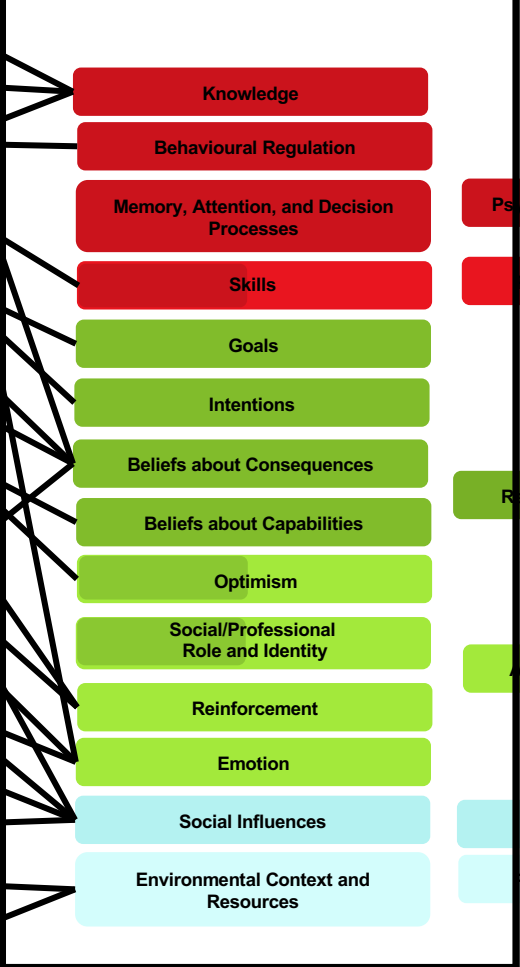 Knowledge
Behavioural Regulation
Memory, Attention, and Decision
Processes
Skills
Goals
Intentions
Beliefs about Consequences
Beliefs about Capabilities
Optimism
Social/Professional
Role and Identity
Reinforcement
Emotion
Social Influences
Environmental Context and
Resources